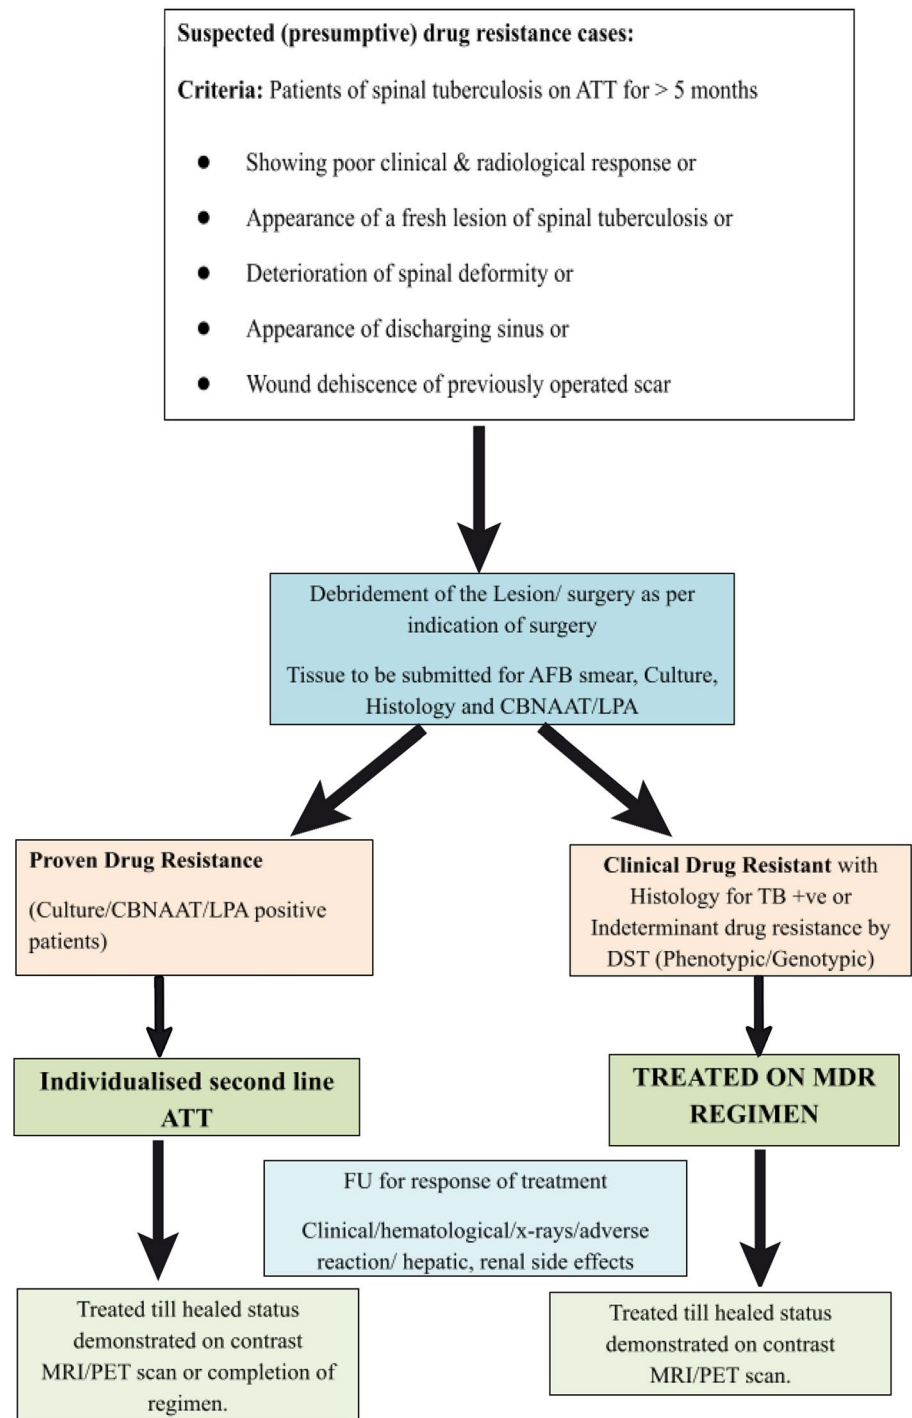 Suspected (presumptive) drug resistance cases:
Criteria: Patients of spinal tuberculosis on ATT for > 5 months
● Showing poor clinical & radiological response or
● Appearance of a fresh lesion of spinal tuberculosis or
● Deterioration of spinal deformity or
● Appearance of discharging sinus or
● Wound dehiscence of previously operated scar
Debridement of the Lesion/ surgery as per
indication of surgery
Tissue to be submitted for AFB smear, Culture,
Histology and CBNAAT/LPA
Proven Drug Resistance
(Culture/CBNAAT/LPA positive
patients)
Clinical Drug Resistant with
Histology for TB +ve or
Indeterminant drug resistance by
DST (Phenotypic/Genotypic)
Individualised second line
ATT
TREATED ON MDR
REGIMEN
FU for response of treatment
Clinical/hematological/x-rays/adverse
reaction/ hepatic, renal side effects
Treated till healed status
demonstrated on contrast
MRI/PET scan or completion of
regimen.
Treated till healed status
demonstrated on contrast
MRI/PET scan.